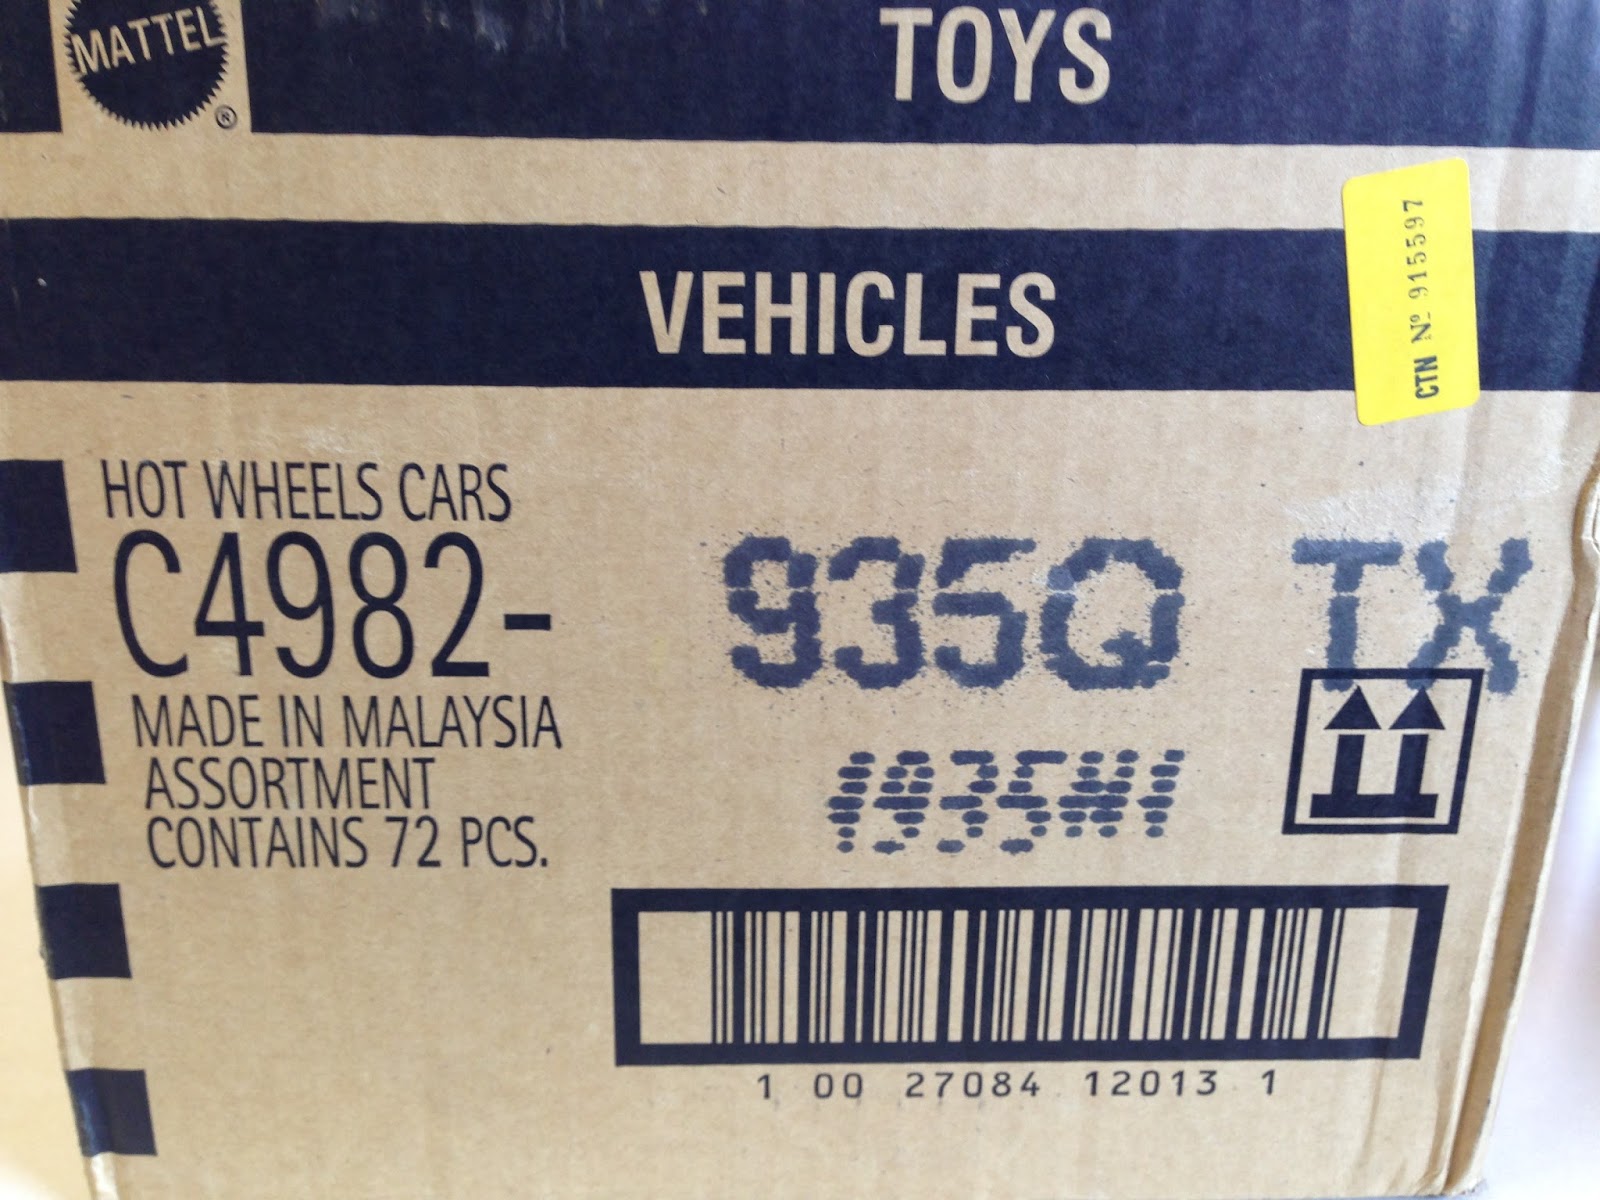 MATTEL
®
TOYS
VEHICLES
CTN Nº 915597
HOT WHEELS CARS
C4982-
935Q TX
MADE IN MALAYSIA
ASSORTMENT
CONTAINS 72 PCS.
1935W1
1 00 27084 12013 1